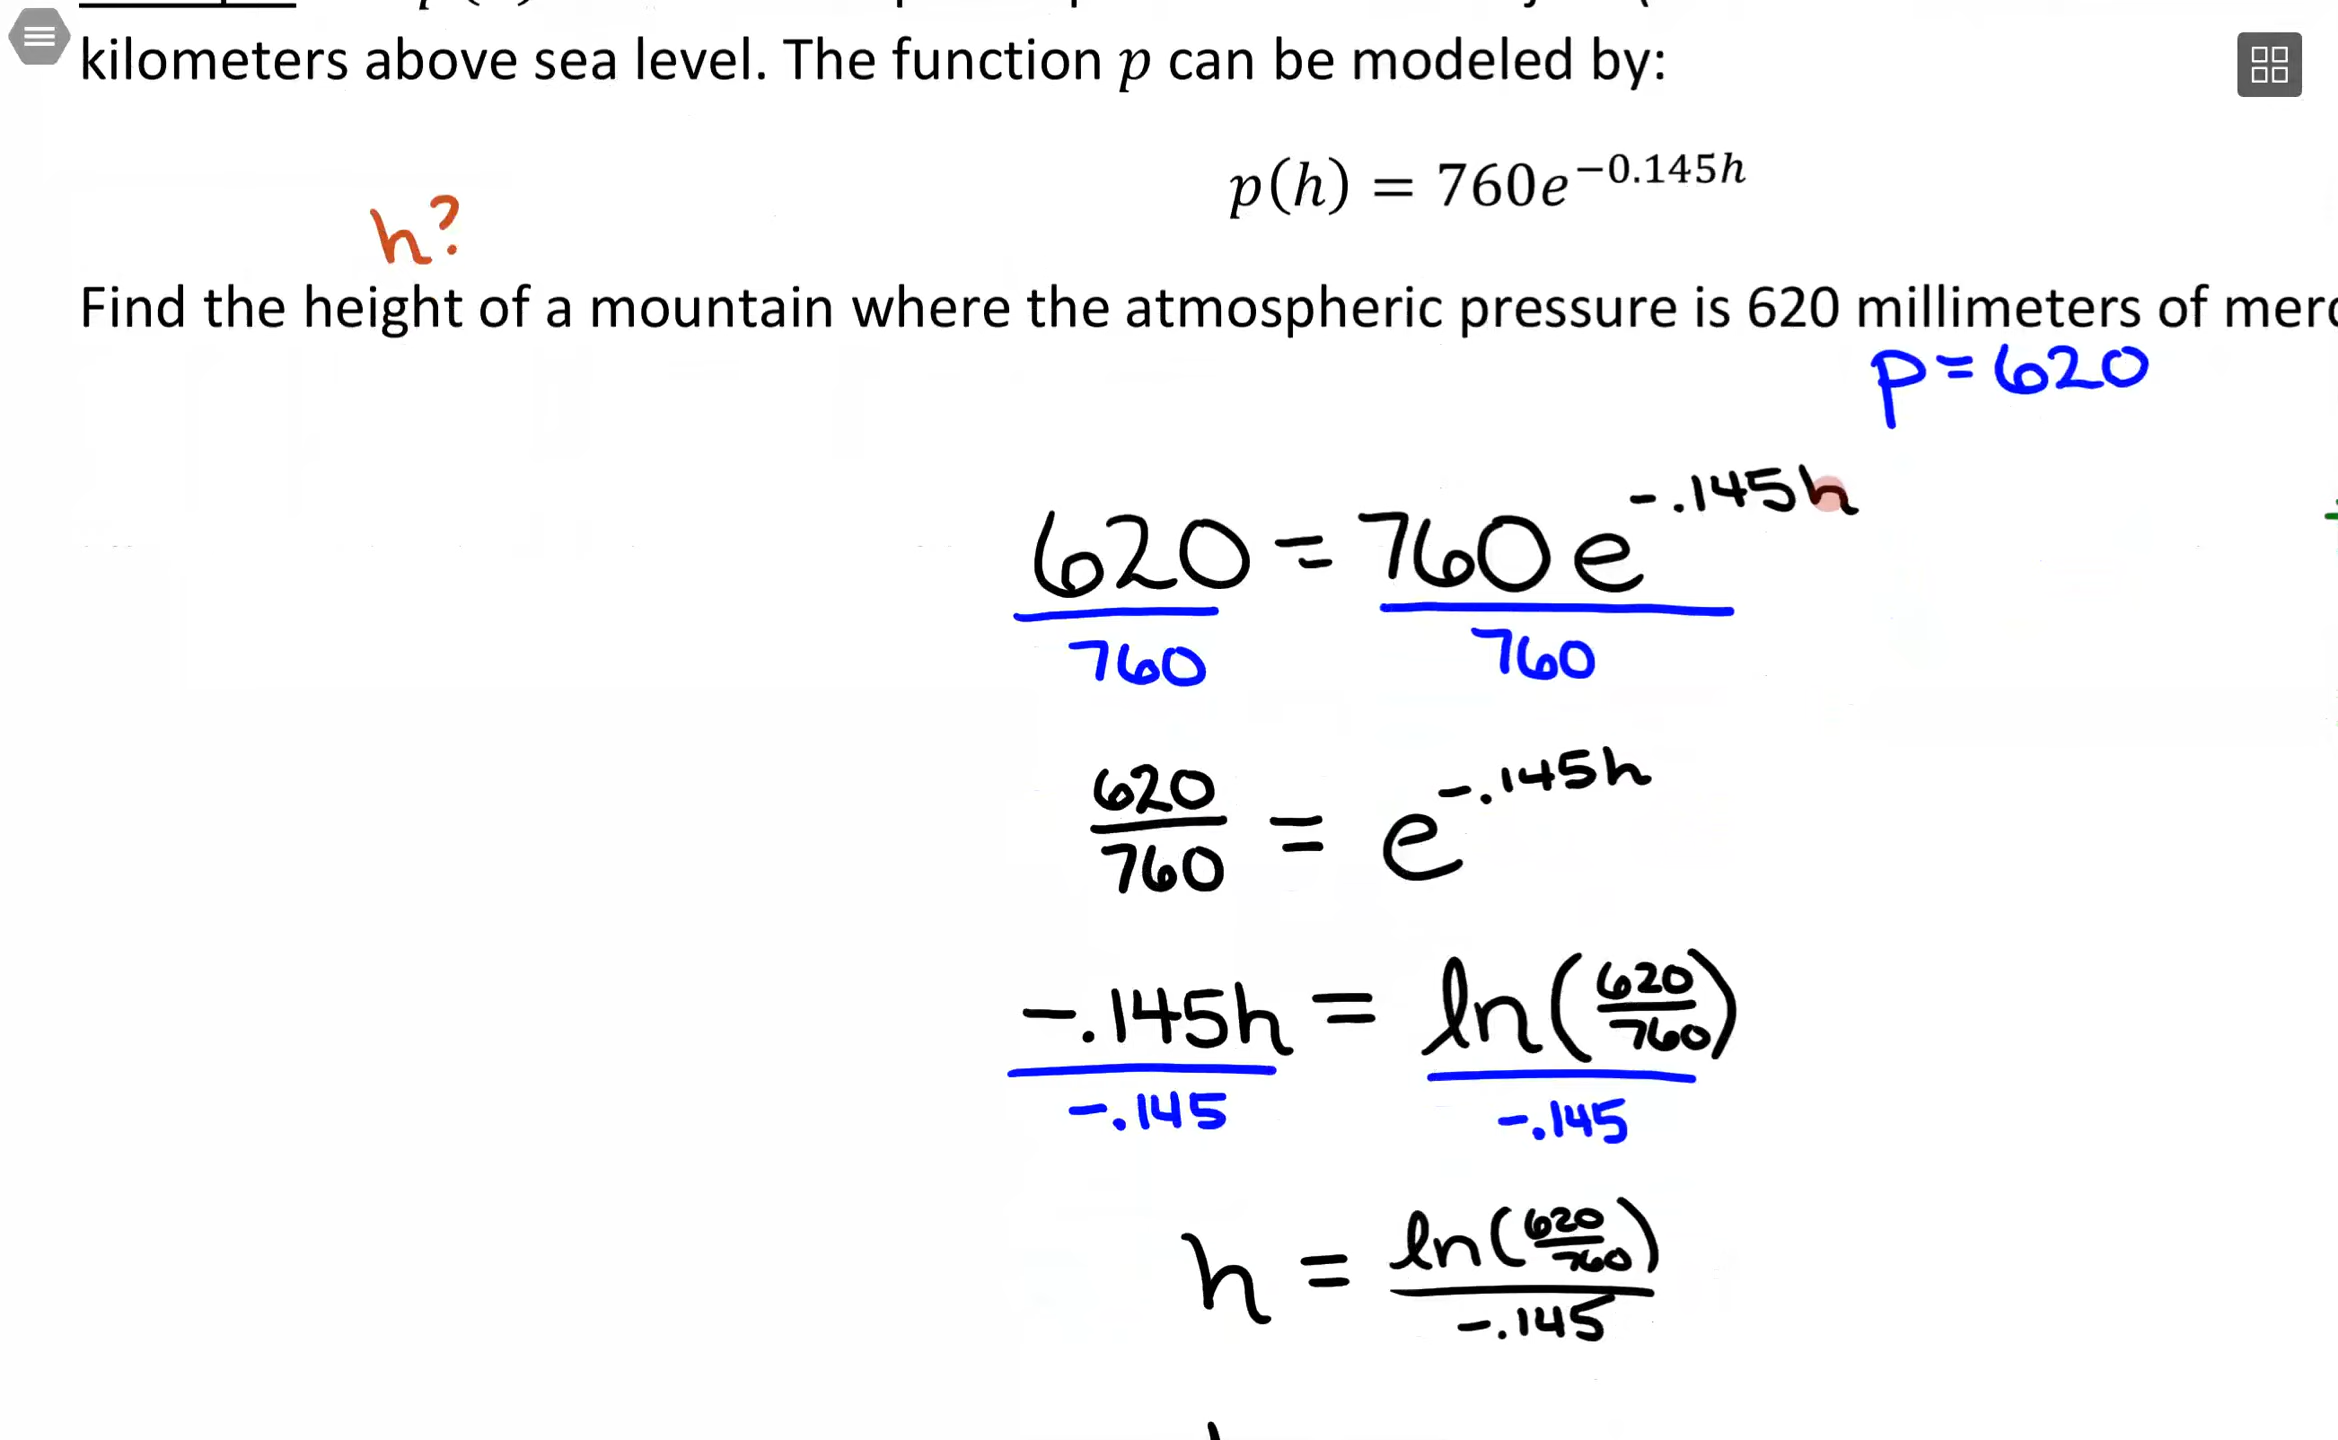 kilometers above sea level. The function p can be modeled by:
p(h) = 760e^{-0.145h}
h?
Find the height of a mountain where the atmospheric pressure is 620 millimeters of
p=620
620 = 760 e^{-.145h}
760 760
620/760 = e^{-.145h}
-.145h = ln(620/760)
-.145 -.145
h = ln(620/760)/-.145